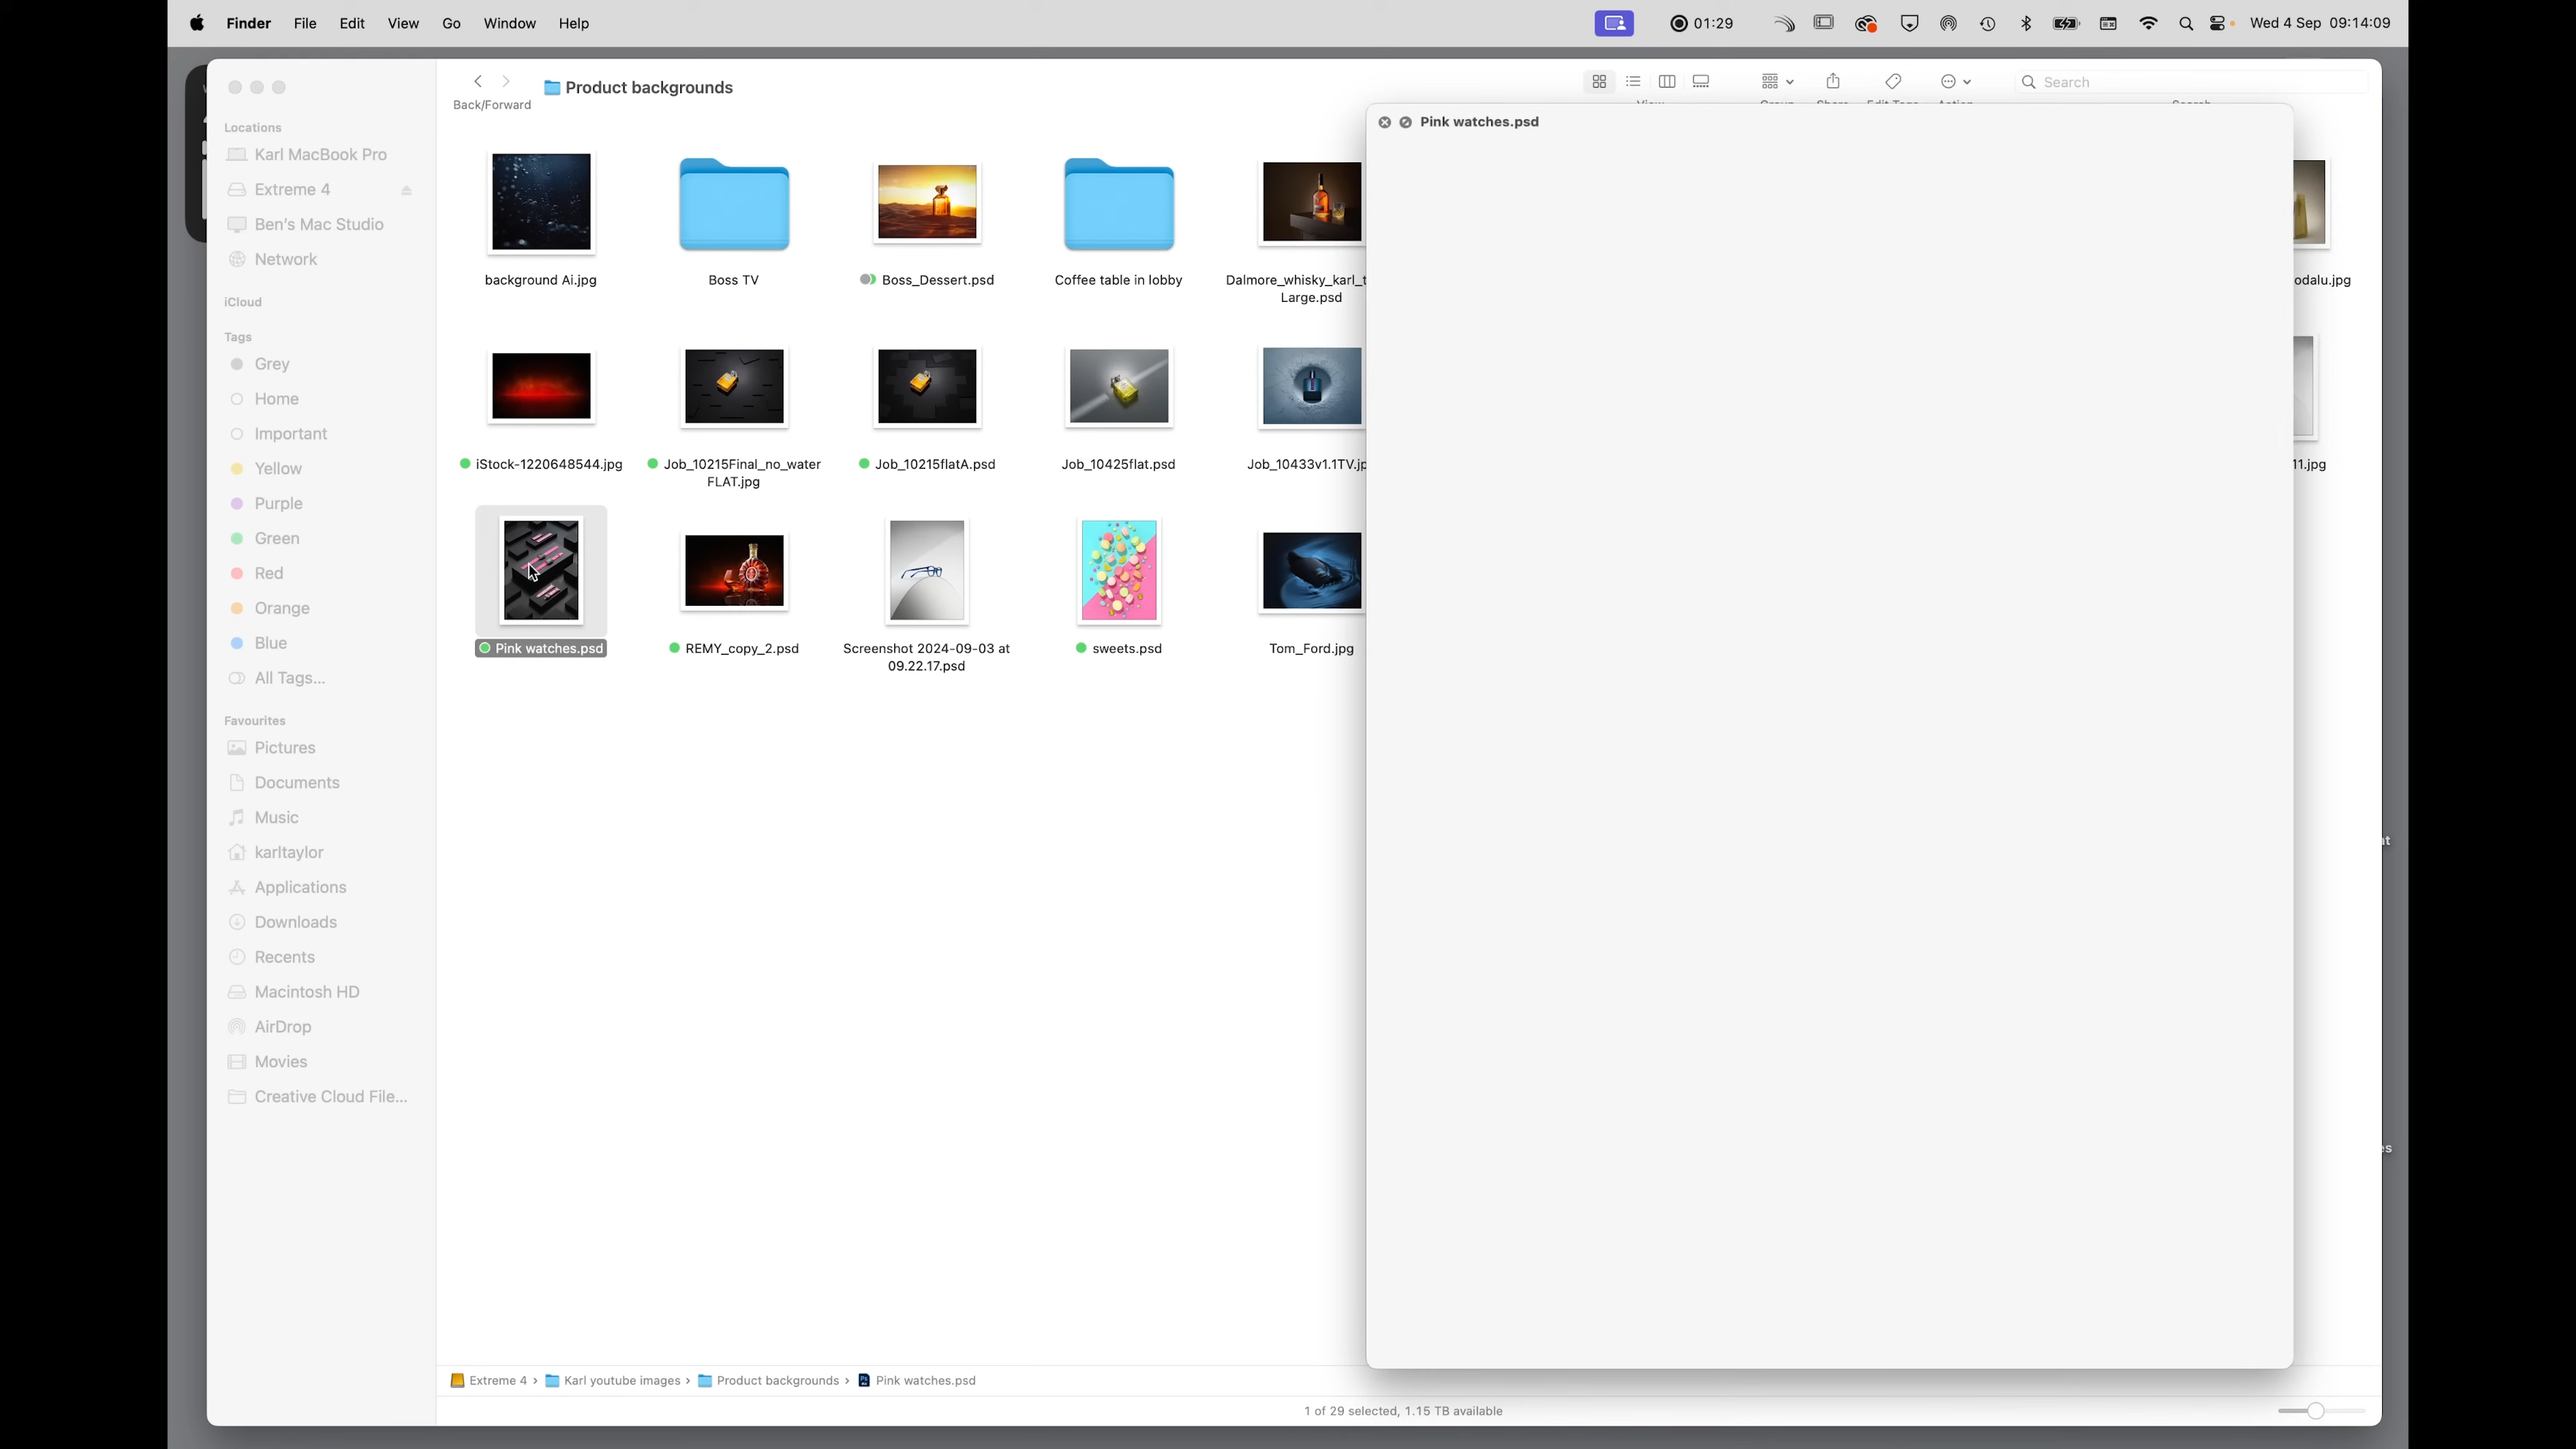 Finder File Edit View Go Window Help
01:29
Wed 4 Sep 09:14:09
Back/Forward
Product backgrounds
Search
Locations
Karl MacBook Pro
Extreme 4
Ben's Mac Studio
Network
iCloud
Tags
Grey
Home
Important
Yellow
Purple
Green
Red
Orange
Blue
All Tags...
Favourites
Pictures
Documents
Music
karltaylor
Applications
Downloads
Recents
Macintosh HD
AirDrop
Movies
Creative Cloud File...
background Ai.jpg
Boss TV
Boss_Dessert.psd
Coffee table in lobby
Dalmore_whisky_karl_t
Large.psd
odalu.jpg
iStock-1220648544.jpg
Job_10215Final_no_water
FLAT.jpg
Job_10215flatA.psd
Job_10425flat.psd
Job_10433v1.1TV.jp
11.jpg
Pink watches.psd
REMY_copy_2.psd
Screenshot 2024-09-03 at
09.22.17.psd
sweets.psd
Tom_Ford.jpg
Pink watches.psd
at
es
Extreme 4 › Karl youtube images › Product backgrounds › Pink watches.psd
1 of 29 selected, 1.15 TB available